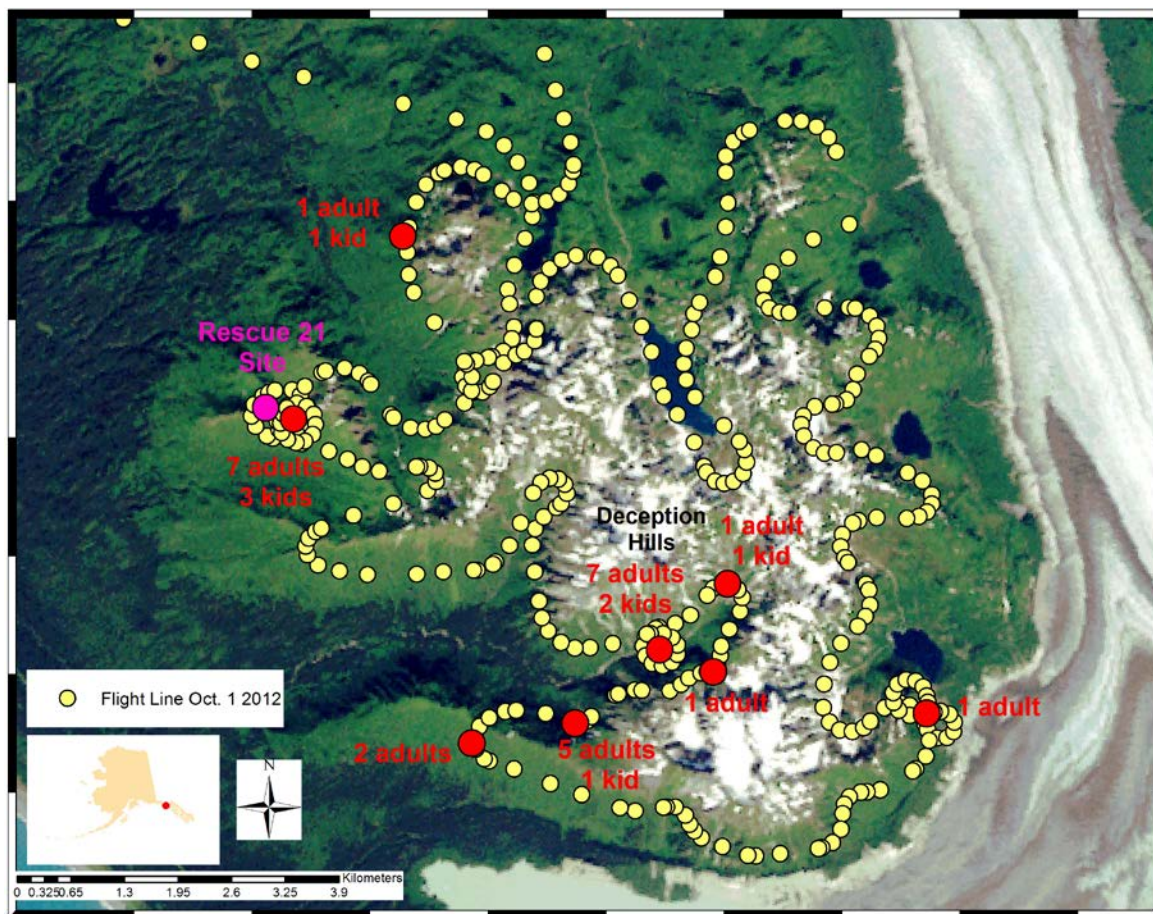 1 adult
1 kid
Rescue 21
Site
7 adults
3 kids
Deception
Hills
1 adult
1 kid
7 adults
2 kids
1 adult
1 adult
2 adults
5 adults
1 kid
Flight Line Oct. 1 2012
N
Kilometers
0 0.325 0.65 1.3 1.95 2.6 3.25 3.9